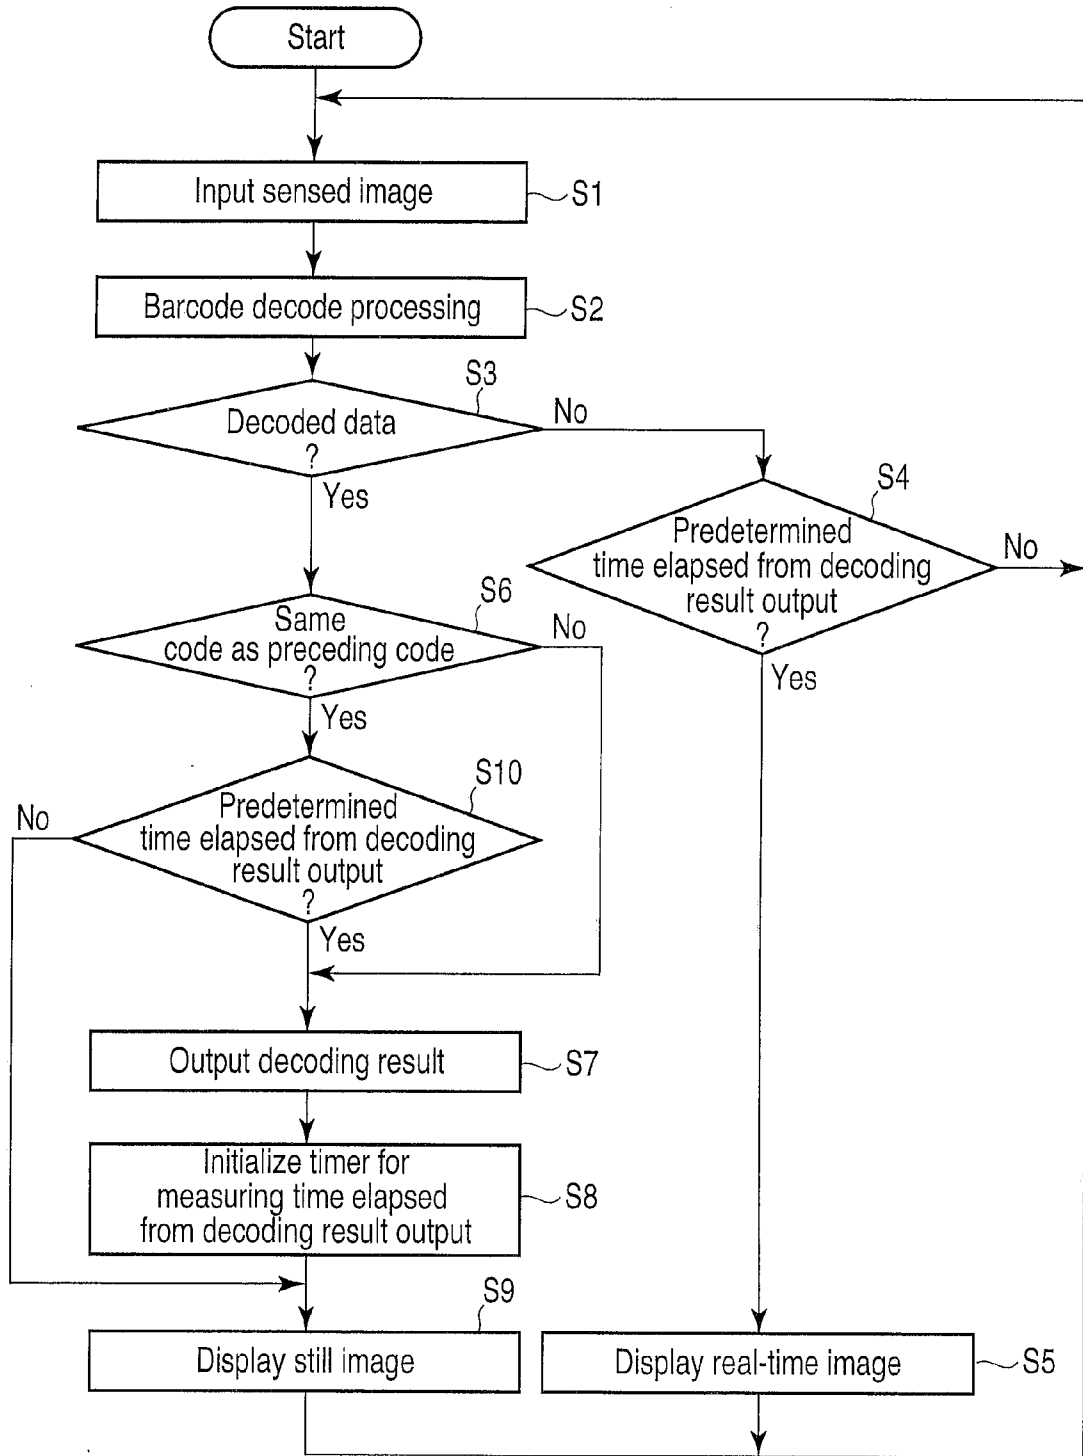 Start
Input sensed image
S1
Barcode decode processing
S2
S3
Decoded data
?
No
Yes
S4
Predetermined
time elapsed from decoding
result output
?
No
Yes
S6
Same
code as preceding code
?
No
Yes
S10
Predetermined
time elapsed from decoding
result output
?
No
Yes
Output decoding result
S7
Initialize timer for
measuring time elapsed
from decoding result output
S8
S9
Display still image
Display real-time image
S5